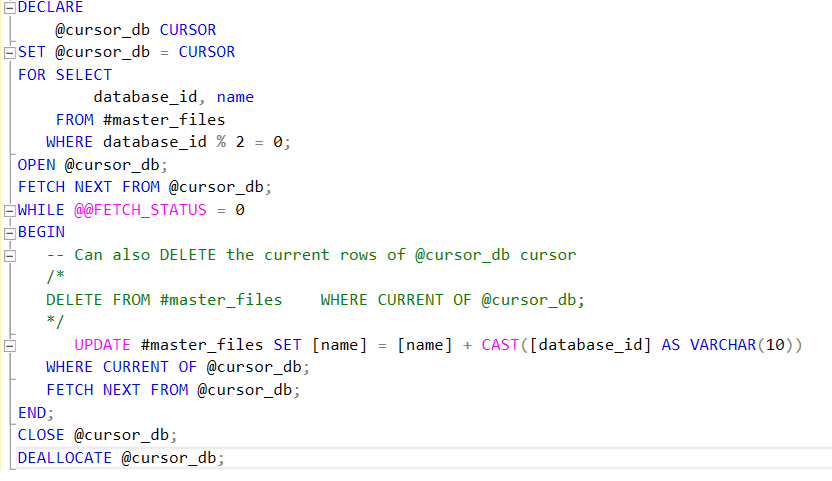 DECLARE
@cursor_db CURSOR
SET @cursor_db = CURSOR
FOR SELECT
database_id, name
FROM #master_files
WHERE database_id % 2 = 0;
OPEN @cursor_db;
FETCH NEXT FROM @cursor_db;
WHILE @@FETCH_STATUS = 0
BEGIN
-- Can also DELETE the current rows of @cursor_db cursor
/*
DELETE FROM #master_files    WHERE CURRENT OF @cursor_db;
*/
UPDATE #master_files SET [name] = [name] + CAST([database_id] AS VARCHAR(10))
WHERE CURRENT OF @cursor_db;
FETCH NEXT FROM @cursor_db;
END;
CLOSE @cursor_db;
DEALLOCATE @cursor_db;